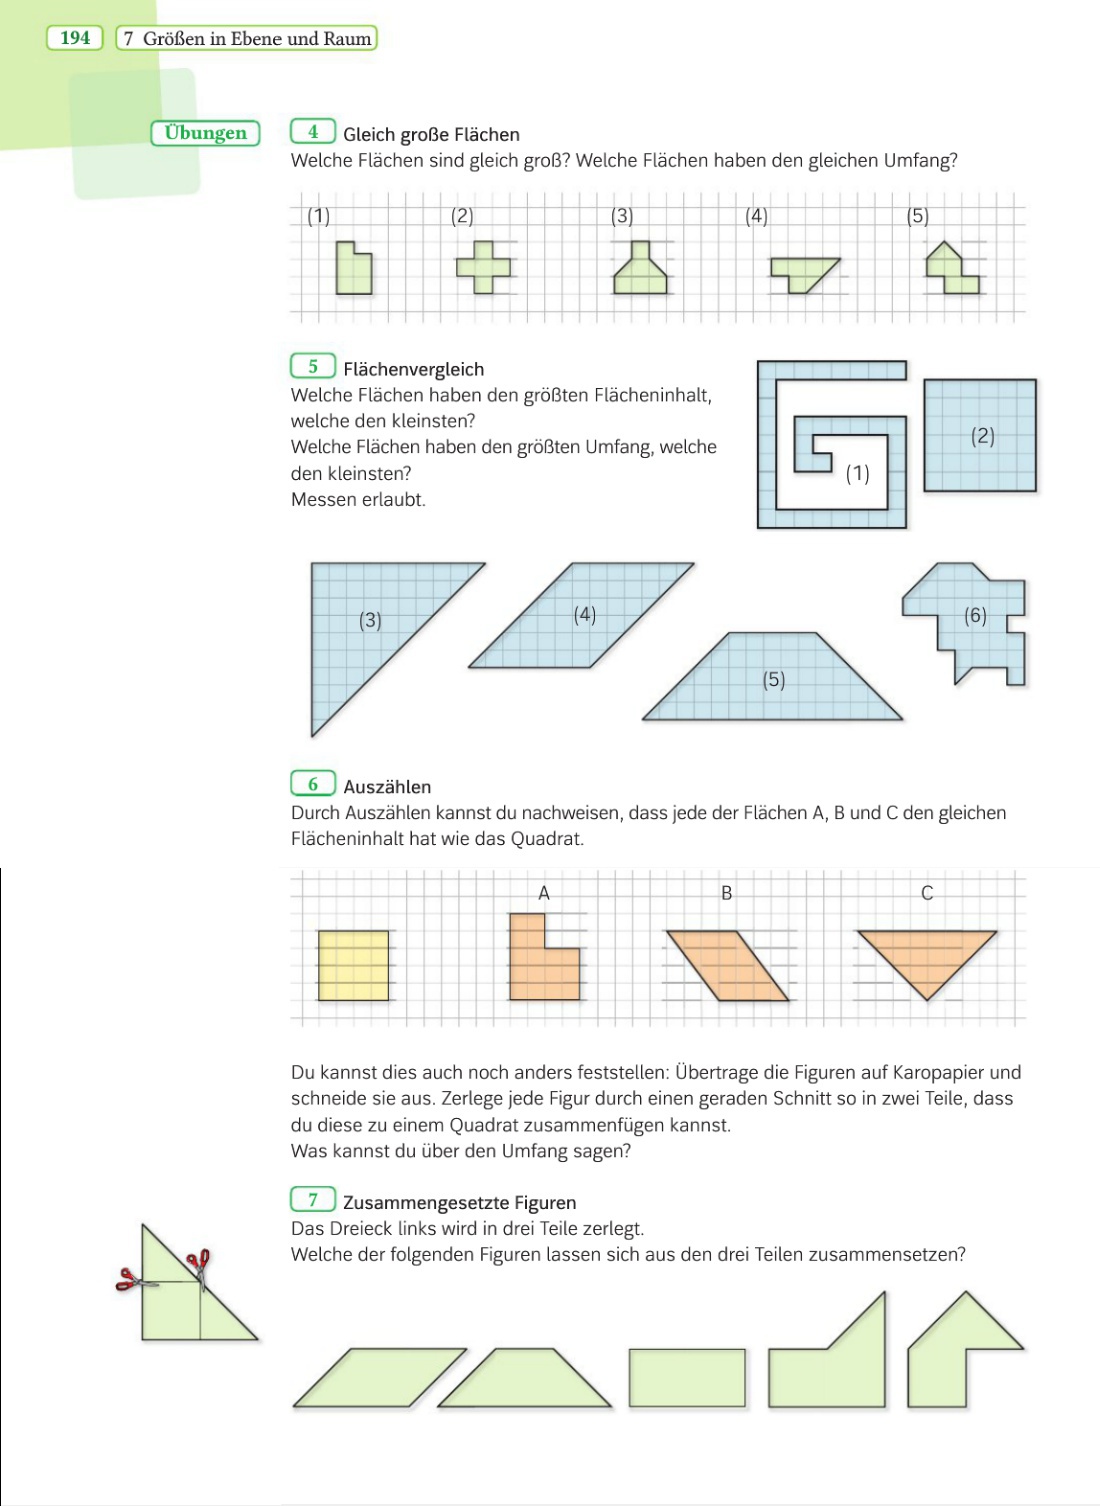 194 7 Größen in Ebene und Raum
Übungen
4 Gleich große Flächen
Welche Flächen sind gleich groß? Welche Flächen haben den gleichen Umfang?
(1) (2) (3) (4) (5)
5 Flächenvergleich
Welche Flächen haben den größten Flächeninhalt,
welche den kleinsten?
Welche Flächen haben den größten Umfang, welche
den kleinsten?
Messen erlaubt.
(1)
(2)
(3)
(4)
(5)
(6)
6 Auszählen
Durch Auszählen kannst du nachweisen, dass jede der Flächen A, B und C den gleichen
Flächeninhalt hat wie das Quadrat.
A B C
Du kannst dies auch noch anders feststellen: Übertrage die Figuren auf Karopapier und
schneide sie aus. Zerlege jede Figur durch einen geraden Schnitt so in zwei Teile, dass
du diese zu einem Quadrat zusammenfügen kannst.
Was kannst du über den Umfang sagen?
7 Zusammengesetzte Figuren
Das Dreieck links wird in drei Teile zerlegt.
Welche der folgenden Figuren lassen sich aus den drei Teilen zusammensetzen?